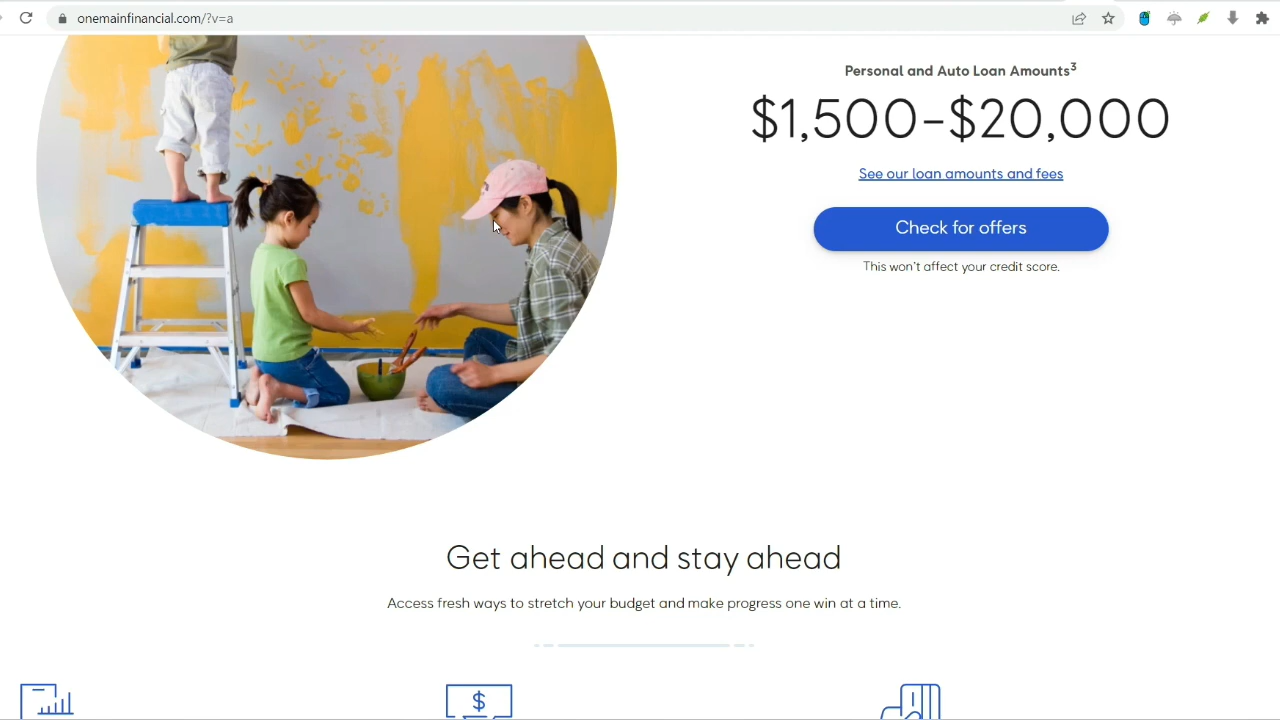 onemainfinancial.com/?v=a
Personal and Auto Loan Amounts3
$1,500–$20,000
See our loan amounts and fees
Check for offers
This won't affect your credit score.
Get ahead and stay ahead
Access fresh ways to stretch your budget and make progress one win at a time.
$